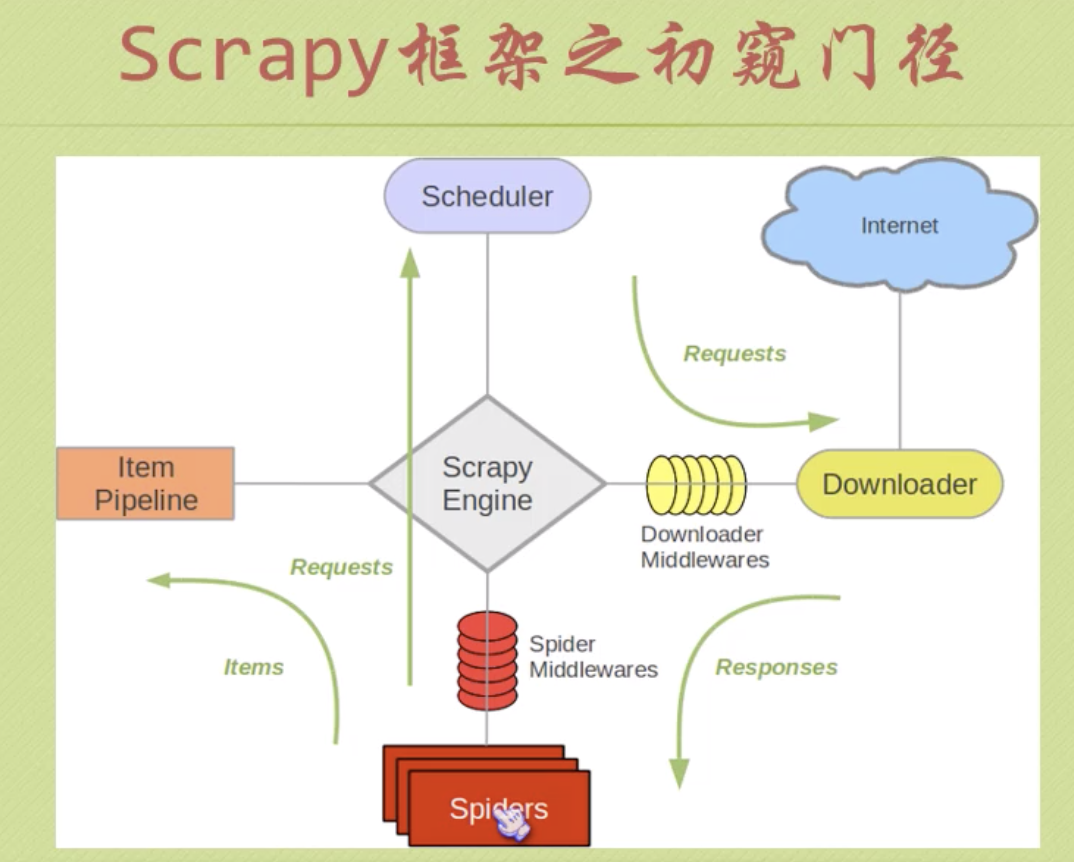 Scrapy框架之初窥门径
Scheduler
Internet
Requests
Item
Pipeline
Scrapy
Engine
Downloader
Downloader
Middlewares
Requests
Spider
Middlewares
Items
Responses
Spiders